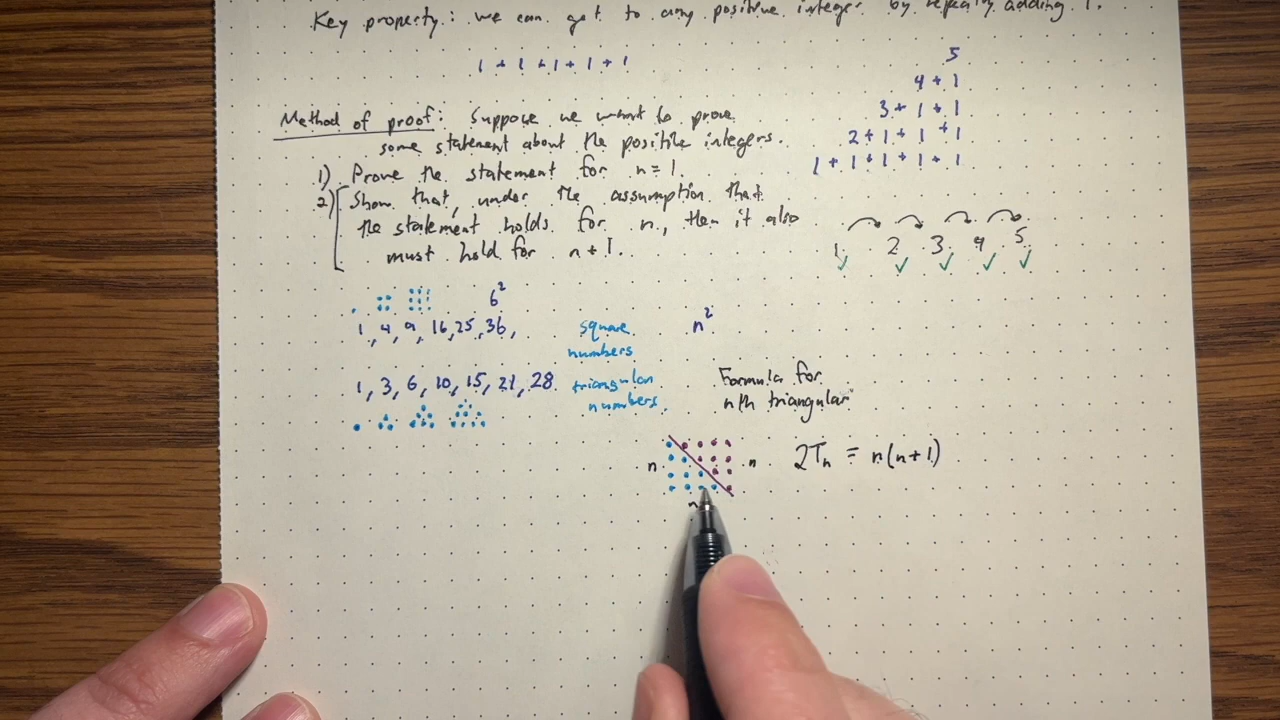 Key property: we can get to any positive integer by repeatedly adding 1.
1 + 1 + 1 + 1 + 1
5
4 + 1
3 + 1 + 1
2 + 1 + 1 + 1
1 + 1 + 1 + 1 + 1
Method of proof: Suppose we want to prove
some statement about the positive integers.
1) Prove the statement for n = 1.
2) Show that, under the assumption that
the statement holds for n, then it also
must hold for n + 1.
1 2 3 4 5
6²
1, 4, 9, 16, 25, 36,
square
numbers
n²
1, 3, 6, 10, 15, 21, 28
triangular
numbers
Formula for
nth triangular
n n
2Tₙ = n(n+1)
n